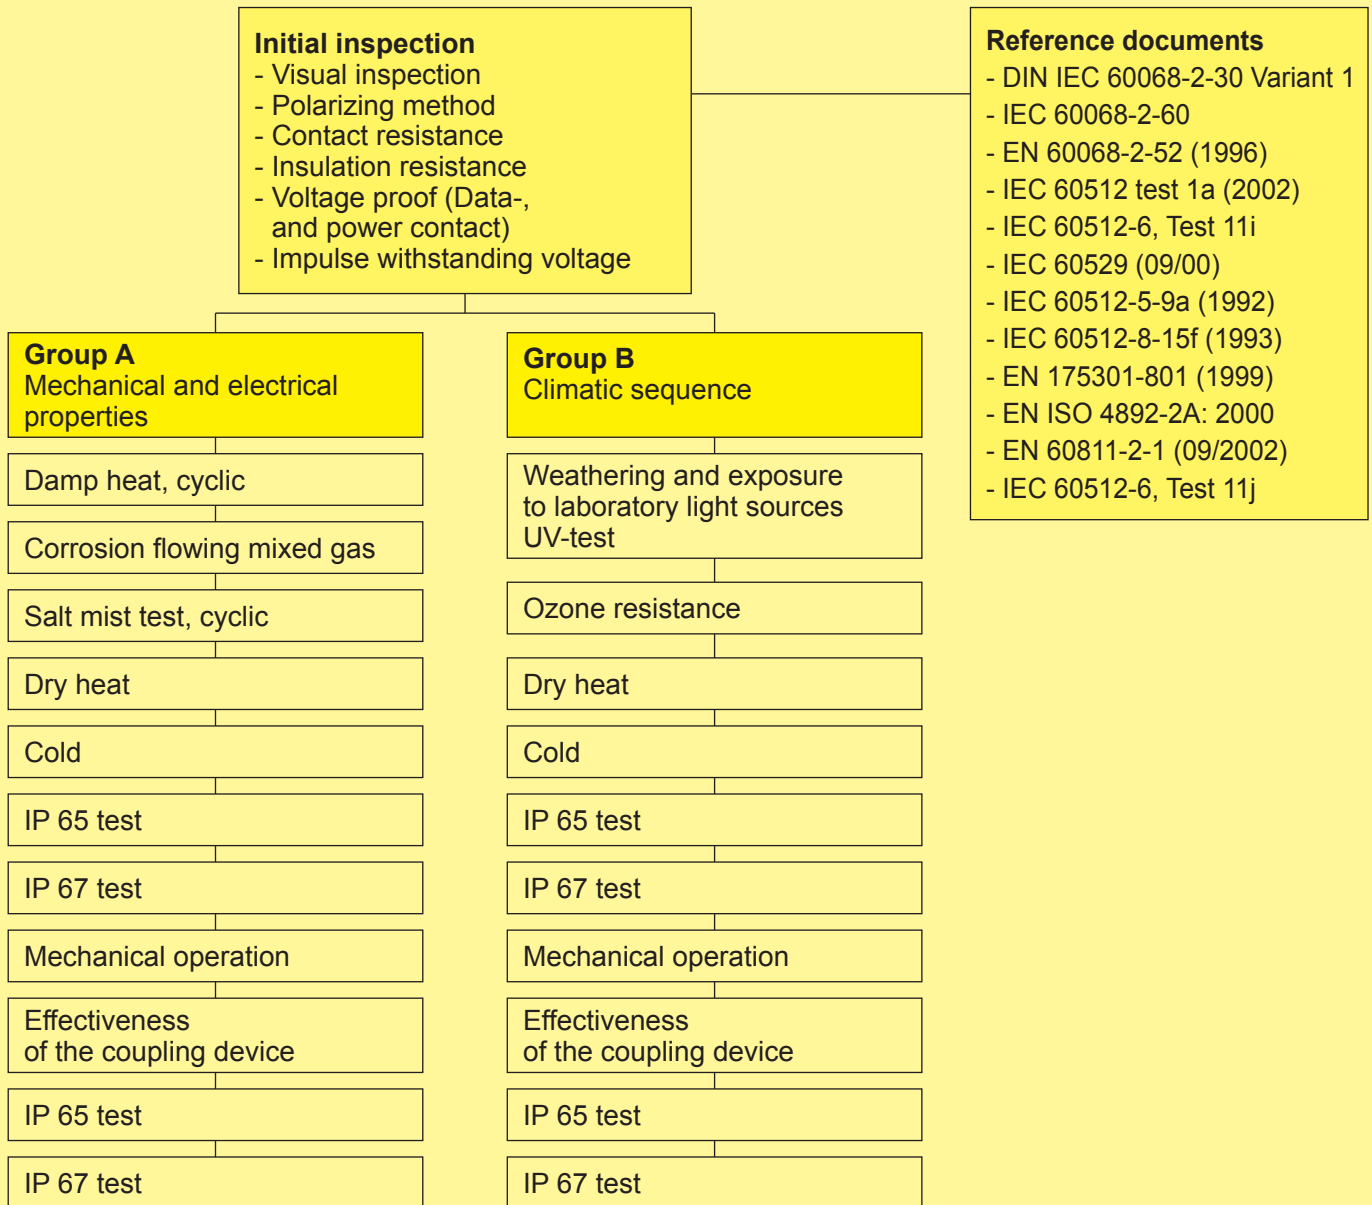 Initial inspection
- Visual inspection
- Polarizing method
- Contact resistance
- Insulation resistance
- Voltage proof (Data-,
and power contact)
- Impulse withstanding voltage
Reference documents
- DIN IEC 60068-2-30 Variant 1
- IEC 60068-2-60
- EN 60068-2-52 (1996)
- IEC 60512 test 1a (2002)
- IEC 60512-6, Test 11i
- IEC 60529 (09/00)
- IEC 60512-5-9a (1992)
- IEC 60512-8-15f (1993)
- EN 175301-801 (1999)
- EN ISO 4892-2A: 2000
- EN 60811-2-1 (09/2002)
- IEC 60512-6, Test 11j
Group A
Mechanical and electrical
properties
Damp heat, cyclic
Corrosion flowing mixed gas
Salt mist test, cyclic
Dry heat
Cold
IP 65 test
IP 67 test
Mechanical operation
Effectiveness
of the coupling device
IP 65 test
IP 67 test
Group B
Climatic sequence
Weathering and exposure
to laboratory light sources
UV-test
Ozone resistance
Dry heat
Cold
IP 65 test
IP 67 test
Mechanical operation
Effectiveness
of the coupling device
IP 65 test
IP 67 test